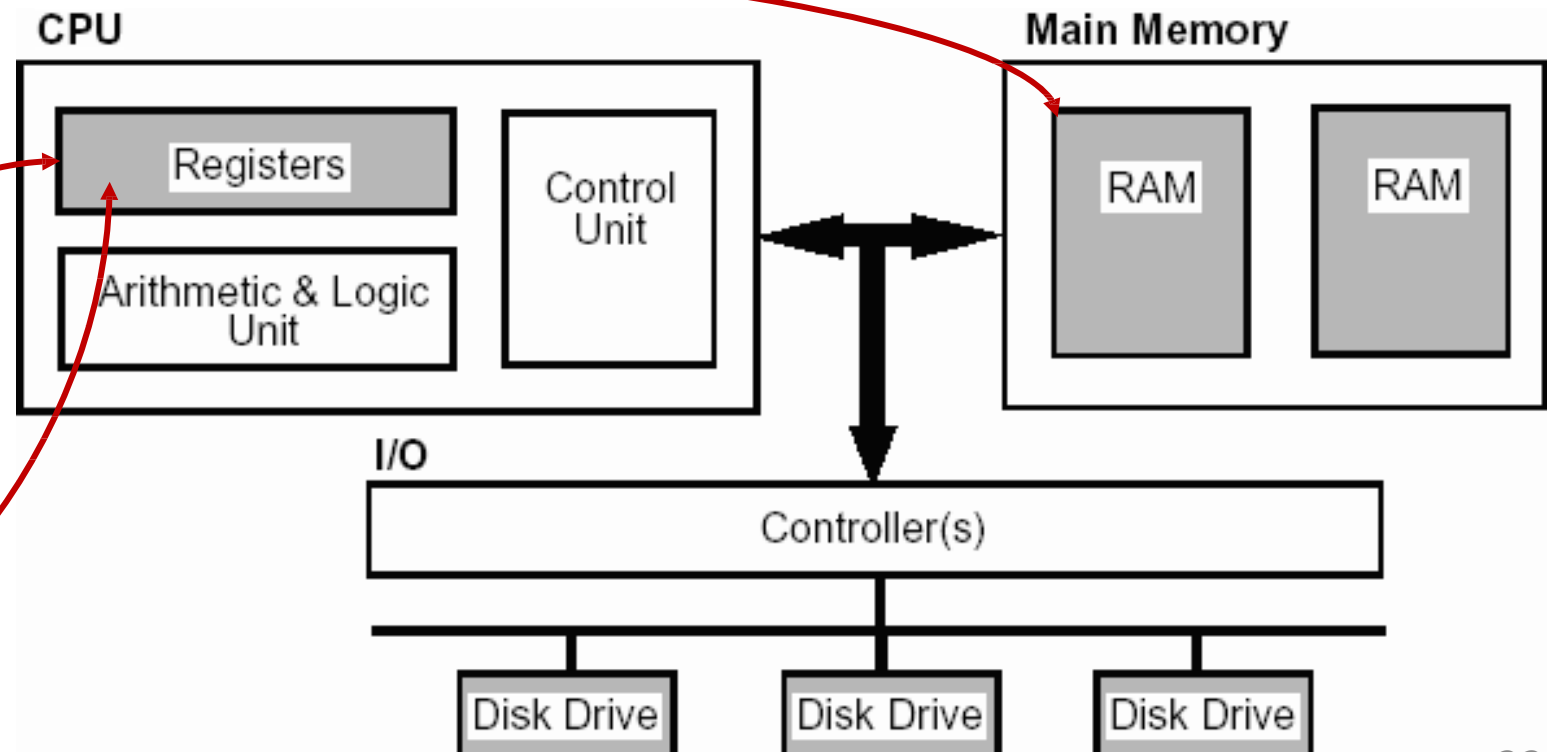 CPU
Main Memory
Registers
Control
Unit
Arithmetic & Logic
Unit
RAM
RAM
I/O
Controller(s)
Disk Drive
Disk Drive
Disk Drive